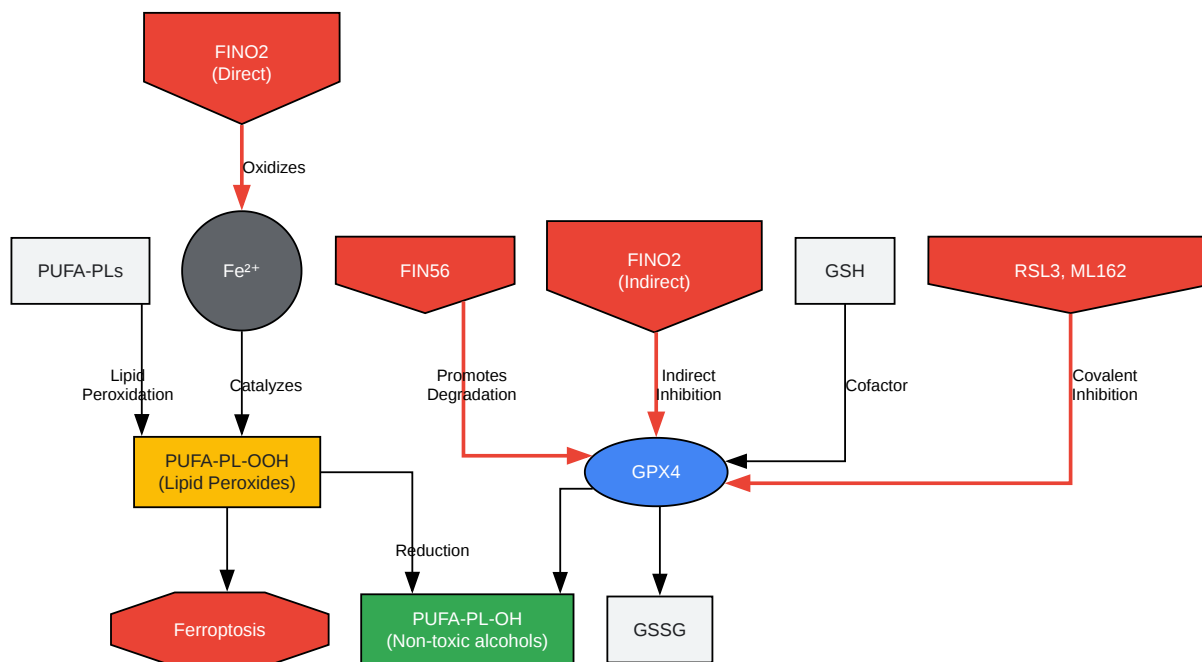 FINO2
(Direct)
Oxidizes
PUFA-PLs
Fe²⁺
FIN56
FINO2
(Indirect)
GSH
RSL3, ML162
Lipid
Peroxidation
Catalyzes
Promotes
Degradation
Indirect
Inhibition
Cofactor
Covalent
Inhibition
PUFA-PL-OOH
(Lipid Peroxides)
GPX4
Reduction
Ferroptosis
PUFA-PL-OH
(Non-toxic alcohols)
GSSG